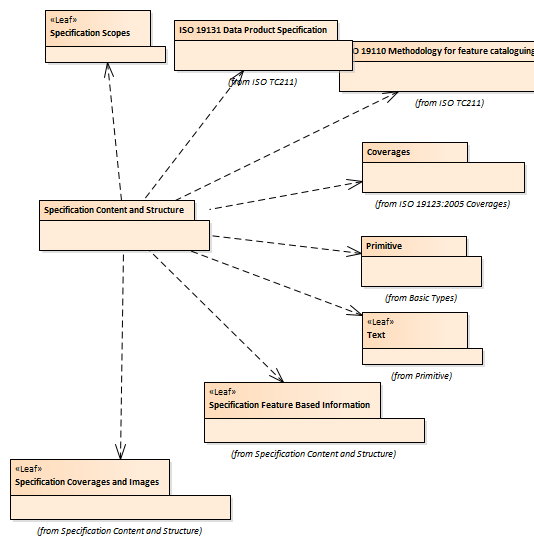 «Leaf»
Specification Scopes
ISO 19131 Data Product Specification
(from ISO TC211)
O 19110 Methodology for feature cataloguing
(from ISO TC211)
Coverages
(from ISO 19123:2005 Coverages)
Specification Content and Structure
Primitive
(from Basic Types)
«Leaf»
Text
(from Primitive)
«Leaf»
Specification Feature Based Information
(from Specification Content and Structure)
«Leaf»
Specification Coverages and Images
(from Specification Content and Structure)